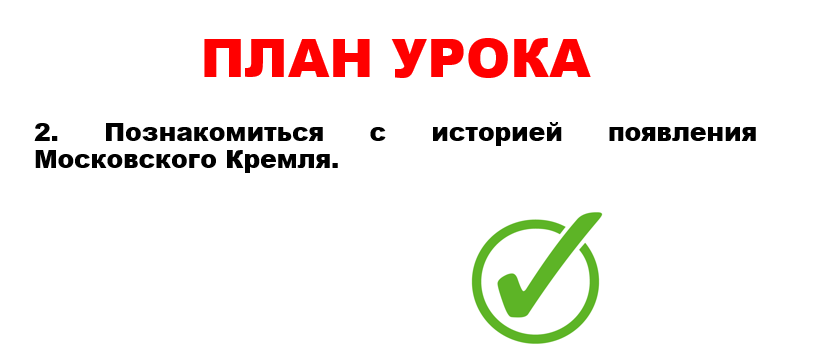 ПЛАН УРОКА
2. Познакомиться с историей появления
Московского Кремля.